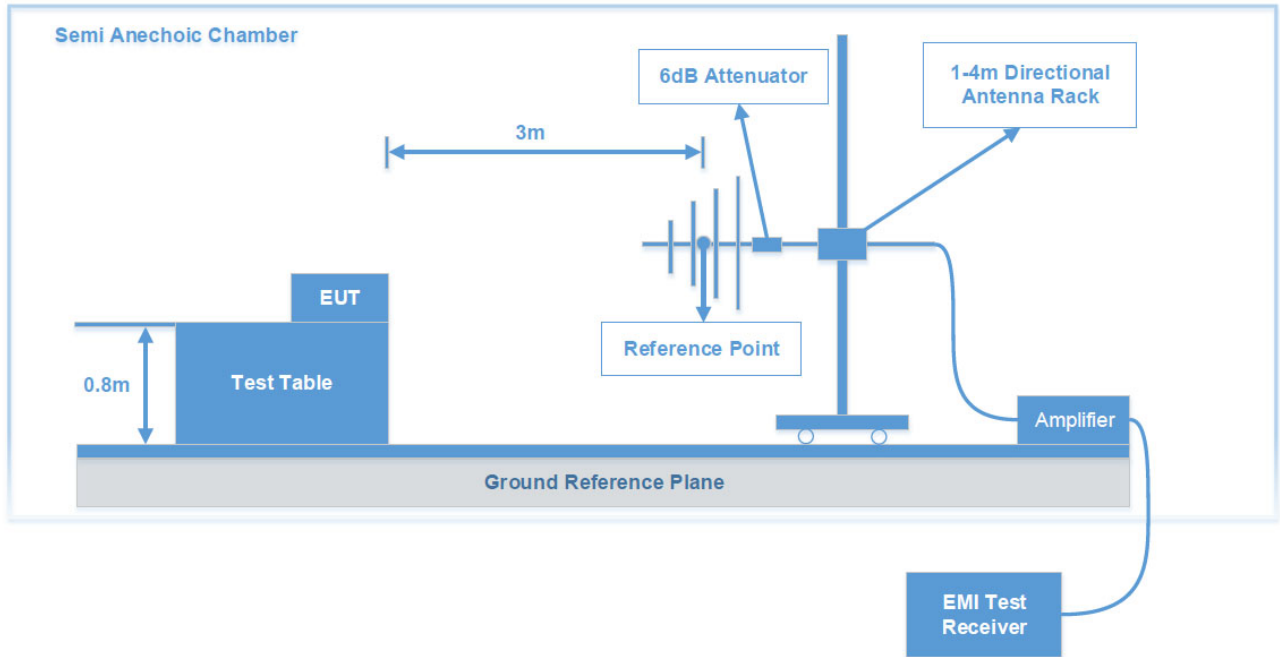 Semi Anechoic Chamber
6dB Attenuator
1-4m Directional
Antenna Rack
3m
EUT
Reference Point
0.8m
Test Table
Amplifier
Ground Reference Plane
EMI Test
Receiver